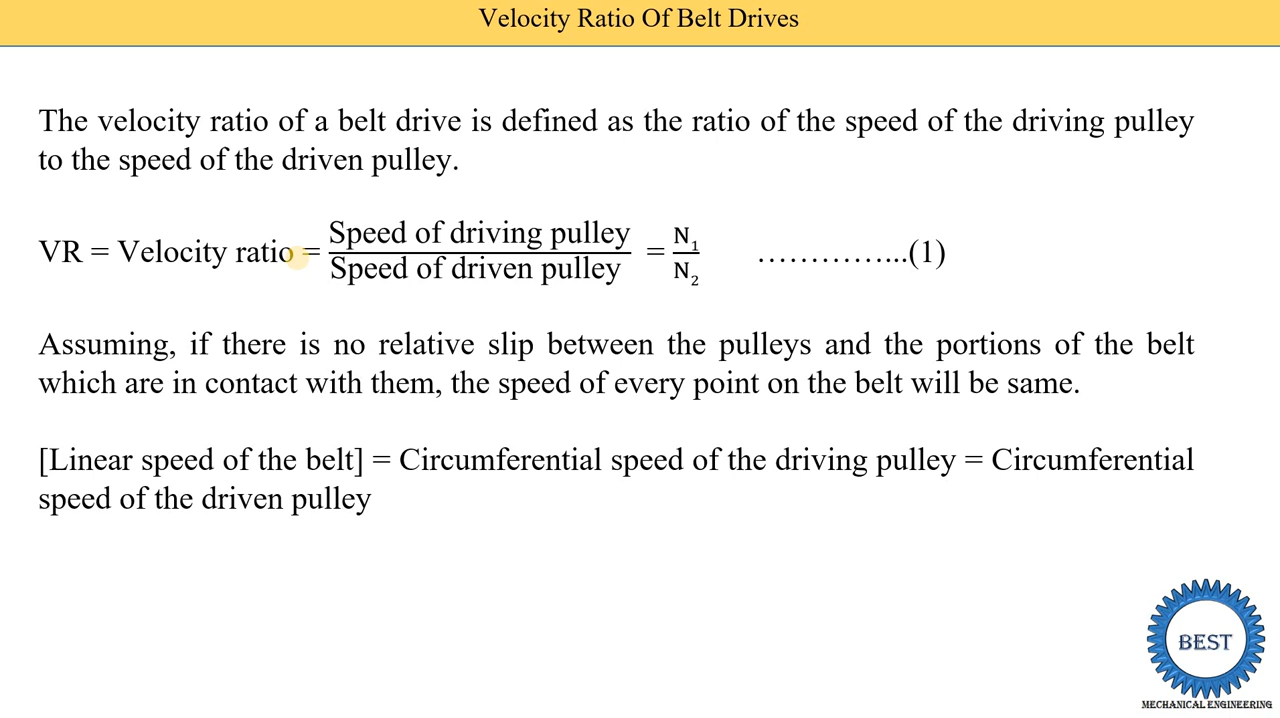 Velocity Ratio Of Belt Drives
The velocity ratio of a belt drive is defined as the ratio of the speed of the driving pulley
to the speed of the driven pulley.
VR = Velocity ratio = Speed of driving pulley / Speed of driven pulley = N₁ / N₂ …………...(1)
Assuming, if there is no relative slip between the pulleys and the portions of the belt
which are in contact with them, the speed of every point on the belt will be same.
[Linear speed of the belt] = Circumferential speed of the driving pulley = Circumferential
speed of the driven pulley
BEST
MECHANICAL ENGINEERING